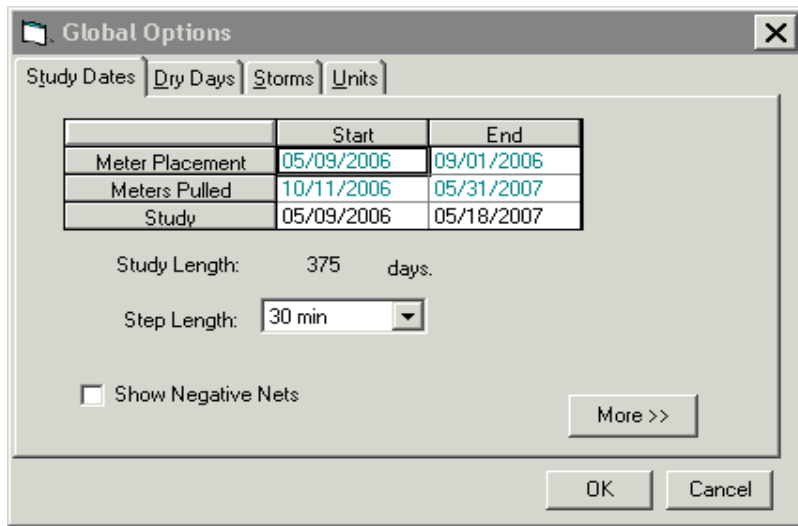 Global Options
Study Dates Dry Days Storms Units
Start End
Meter Placement 05/09/2006 09/01/2006
Meters Pulled 10/11/2006 05/31/2007
Study 05/09/2006 05/18/2007
Study Length: 375 days.
Step Length: 30 min
Show Negative Nets
More >>
OK Cancel